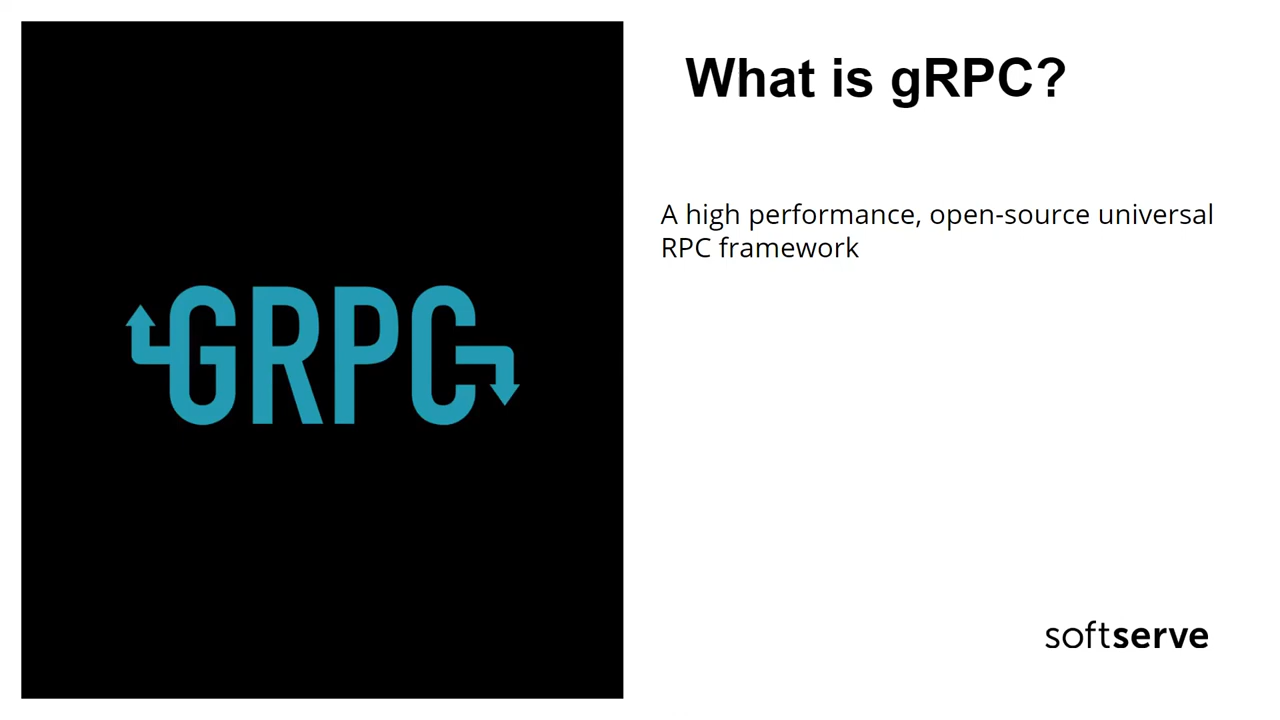 GRPC
What is gRPC?
A high performance, open-source universal
RPC framework
softserve